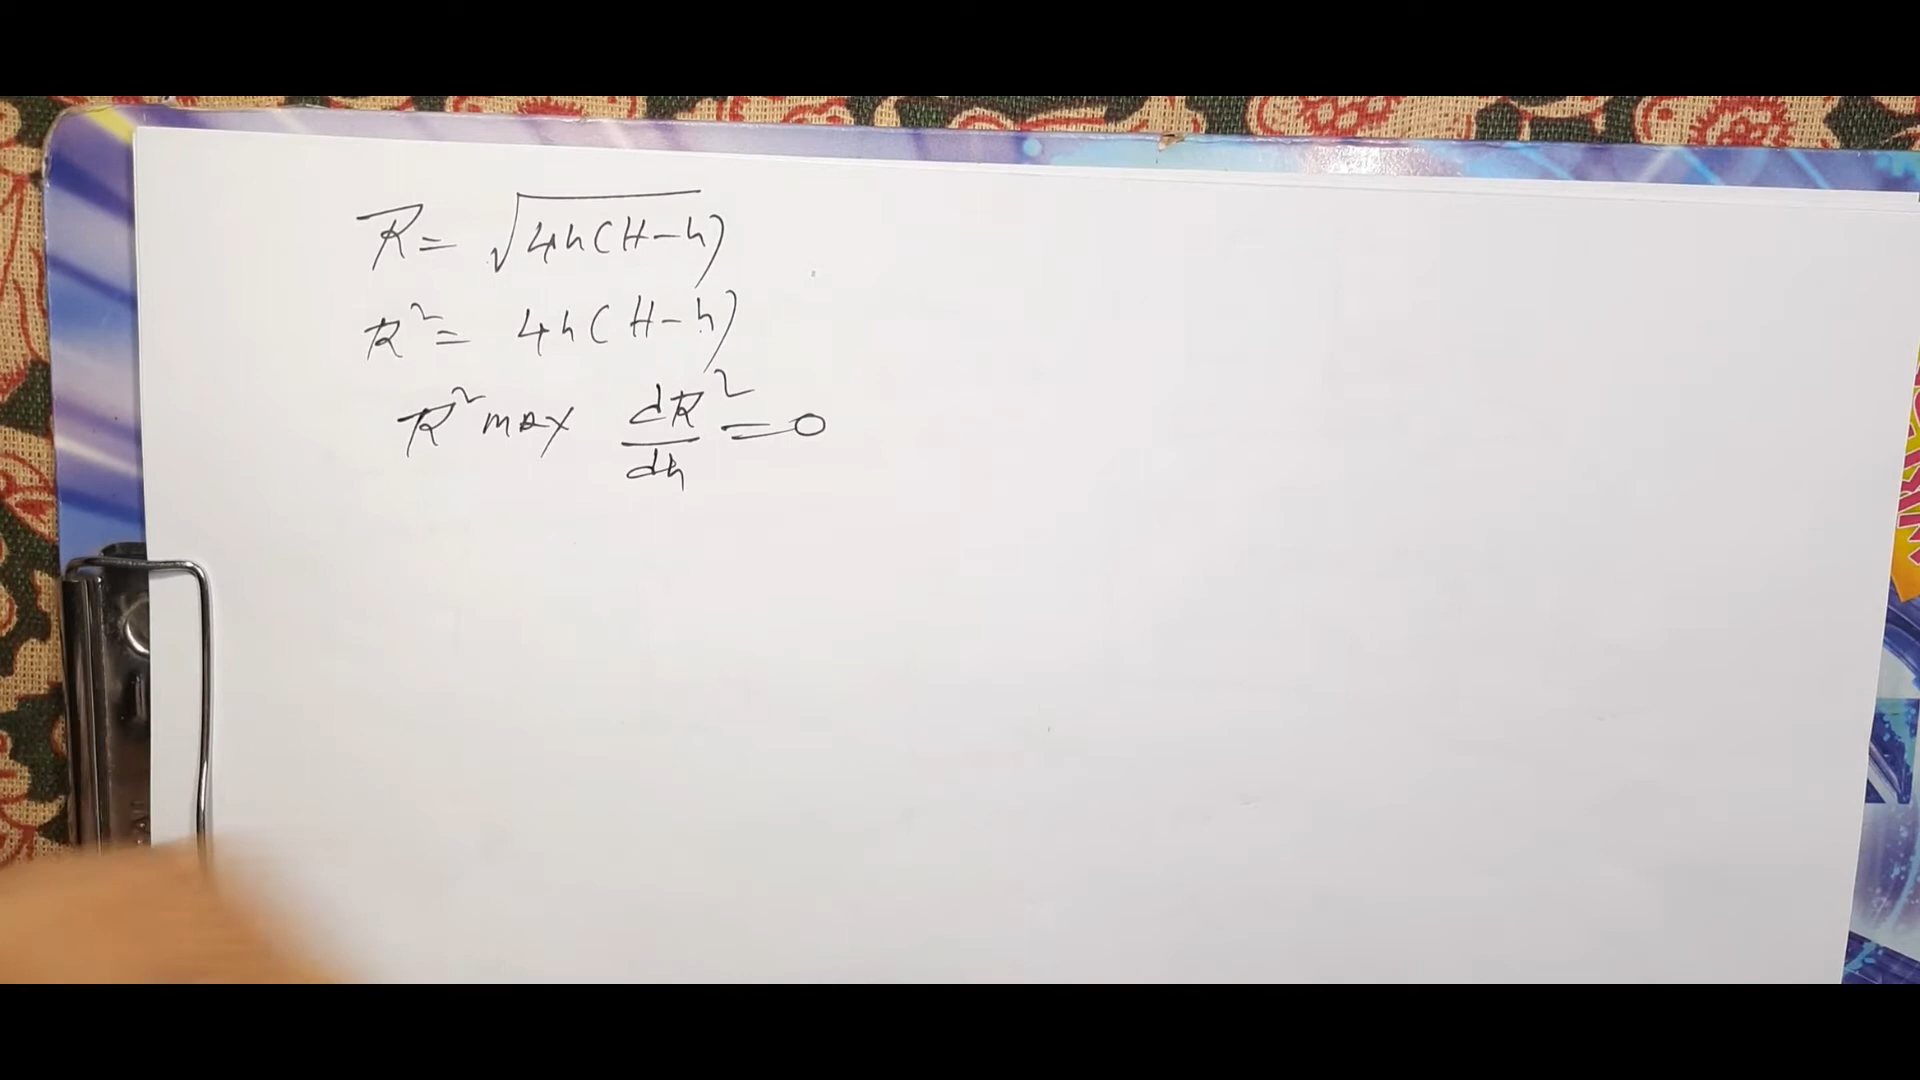 R = √4h(H-h)
R² = 4h(H-h)
R² max dR²/dh = 0